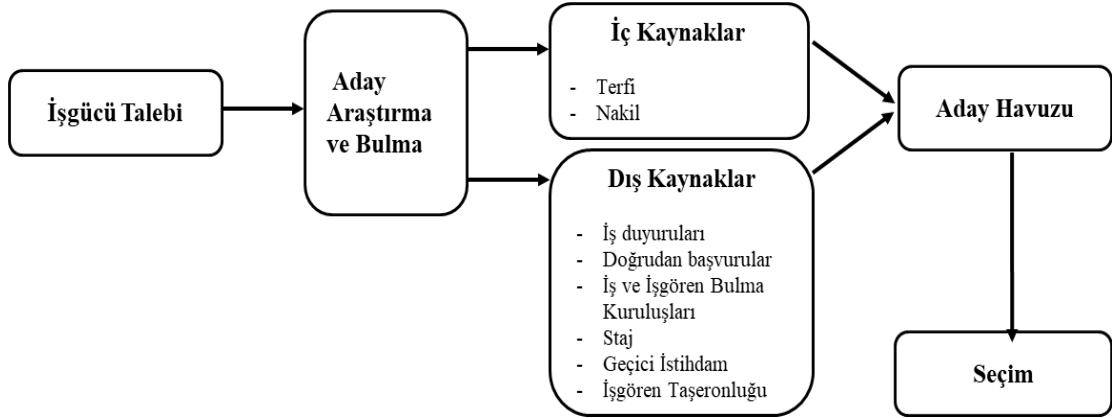 İşgücü Talebi
Aday
Araştırma
ve Bulma
İç Kaynaklar
- Terfi
- Nakil
Dış Kaynaklar
- İş duyuruları
- Doğrudan başvurular
- İş ve İşgören Bulma
Kuruluşları
- Staj
- Geçici İstihdam
- İşgören Taşeronluğu
Aday Havuzu
Seçim